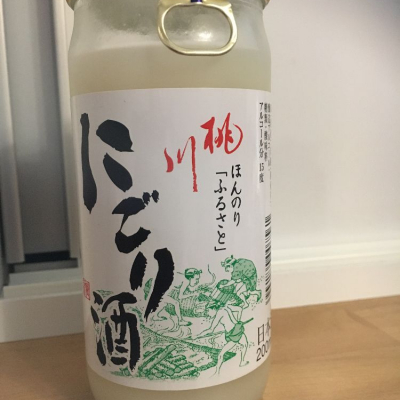 桃川
ほんのり
「ふるさと」
にごり酒
アルコール分 15度
日本
200